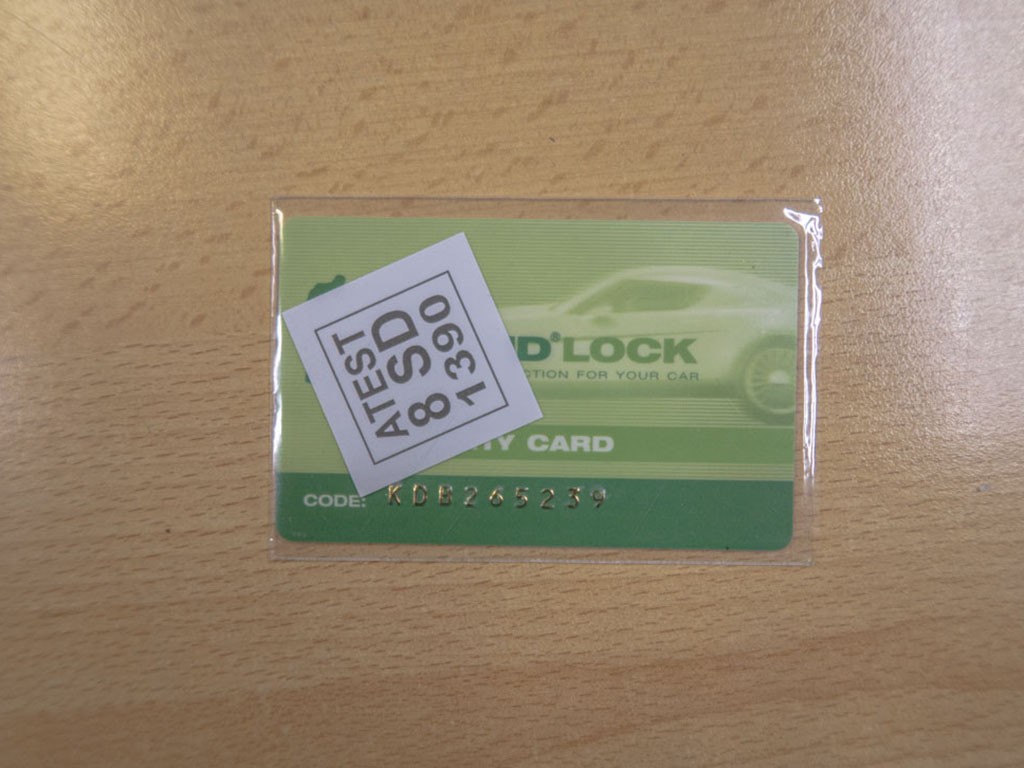 ATEST
8 SD
1390
D® LOCK
CTION FOR YOUR CAR
TY CARD
CODE: KDB265239